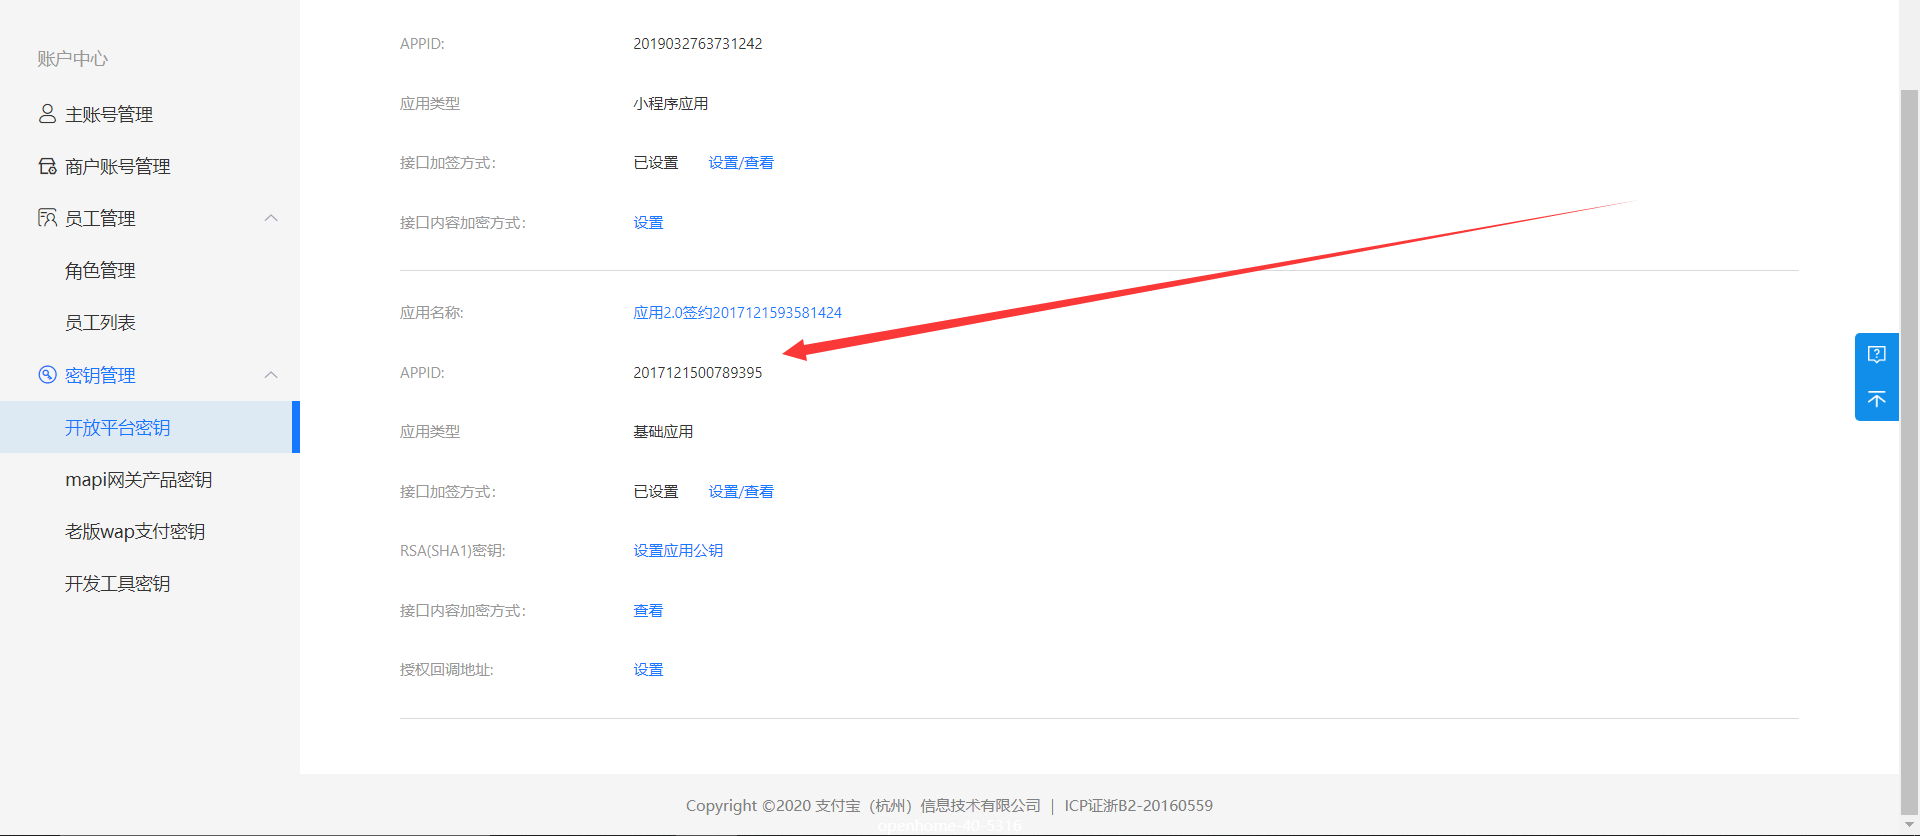 账户中心
主账号管理
商户账号管理
员工管理
角色管理
员工列表
密钥管理
开放平台密钥
mapi网关产品密钥
老版wap支付密钥
开发工具密钥
APPID: 2019032763731242
应用类型 小程序应用
接口加签方式: 已设置 设置/查看
接口内容加密方式: 设置
应用名称: 应用2.0签约2017121593581424
APPID: 2017121500789395
应用类型 基础应用
接口加签方式: 已设置 设置/查看
RSA(SHA1)密钥: 设置应用公钥
接口内容加密方式: 查看
授权回调地址: 设置
Copyright ©2020 支付宝（杭州）信息技术有限公司 | ICP证浙B2-20160559
openhome-40-5316